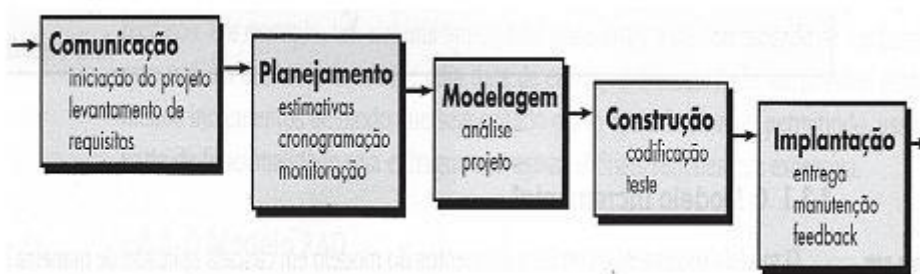 Comunicação
iniciação do projeto
levantamento de
requisitos
Planejamento
estimativas
cronogramação
monitoração
Modelagem
análise
projeto
Construção
codificação
teste
Implantação
entrega
manutenção
feedback